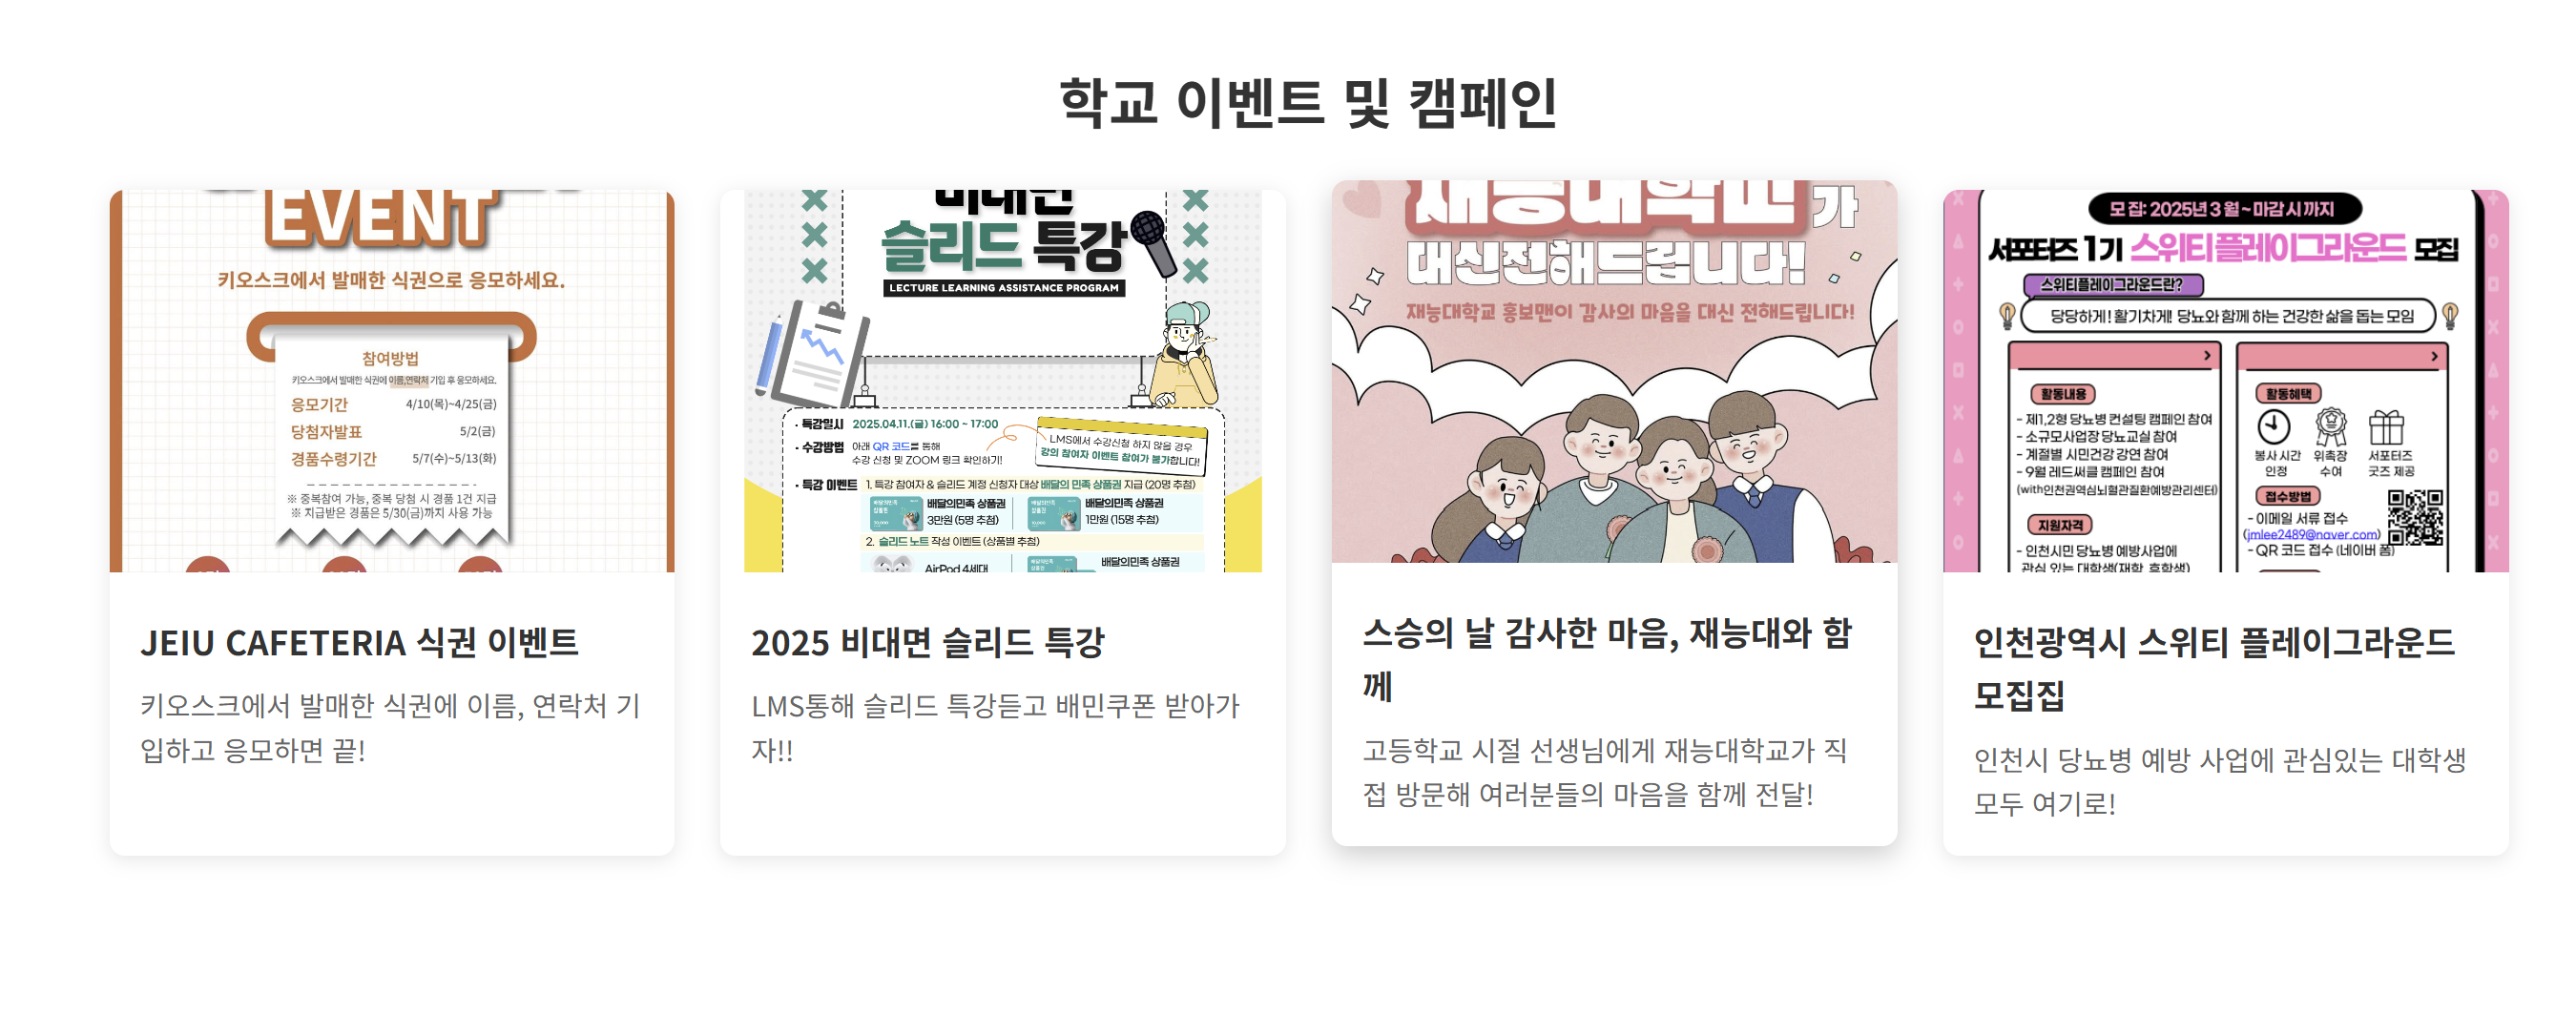 학교 이벤트 및 캠페인
EVENT
키오스크에서 발매한 식권으로 응모하세요.
참여방법
키오스크에서 발매한 식권에 이름,연락처 기입 후 응모하세요.
응모기간 4/10(목)~4/25(금)
당첨자발표 5/2(금)
경품수령기간 5/7(수)~5/13(화)
※ 중복참여 가능, 중복 당첨 시 경품 1건 지급
※ 지급받은 경품은 5/30(금)까지 사용 가능
JEIU CAFETERIA 식권 이벤트
키오스크에서 발매한 식권에 이름, 연락처 기
입하고 응모하면 끝!
비대면
슬리드 특강
LECTURE LEARNING ASSISTANCE PROGRAM
· 특강일시 2025.04.11.(금) 16:00 ~ 17:00
· 수강방법 아래 QR 코드를 통해
수강 신청 및 ZOOM 링크 확인하기!
LMS에서 수강신청 하지 않을 경우
강의 참여자 이벤트 참여가 불가합니다!
· 특강 이벤트 1. 특강 참여자 & 슬리드 계정 신청자 대상 배달의 민족 상품권 지급 (20명 추첨)
배달의민족 상품권
3만원 (5명 추첨)
배달의민족 상품권
1만원 (15명 추첨)
2. 슬리드 노트 작성 이벤트 (상품별 추첨)
AirPod 4세대
배달의민족 상품권
2025 비대면 슬리드 특강
LMS통해 슬리드 특강듣고 배민쿠폰 받아가
자!!
재능대학교가
대신전해드립니다!
재능대학교 홍보맨이 감사의 마음을 대신 전해드립니다!
스승의 날 감사한 마음, 재능대와 함
께
고등학교 시절 선생님에게 재능대학교가 직
접 방문해 여러분들의 마음을 함께 전달!
모집: 2025년 3월 ~ 마감 시까지
서포터즈 1기 스위티플레이그라운드 모집
스위티플레이그라운드란?
당당하게! 활기차게! 당뇨와 함께 하는 건강한 삶을 돕는 모임
활동내용
- 제1,2형 당뇨병 컨설팅 캠페인 참여
- 소규모사업장 당뇨교실 참여
- 계절별 시민건강 강연 참여
- 9월 레드써클 캠페인 참여
(with인천권역심뇌혈관질환예방관리센터)
지원자격
- 인천시민 당뇨병 예방사업에
관심 있는 대학생(재학, 휴학생)
활동혜택
봉사 시간
인정
위촉장
수여
서포터즈
굿즈 제공
접수방법
- 이메일 서류 접수
(jmlee2489@naver.com)
- QR 코드 접수 (네이버 폼)
인천광역시 스위티 플레이그라운드
모집집
인천시 당뇨병 예방 사업에 관심있는 대학생
모두 여기로!